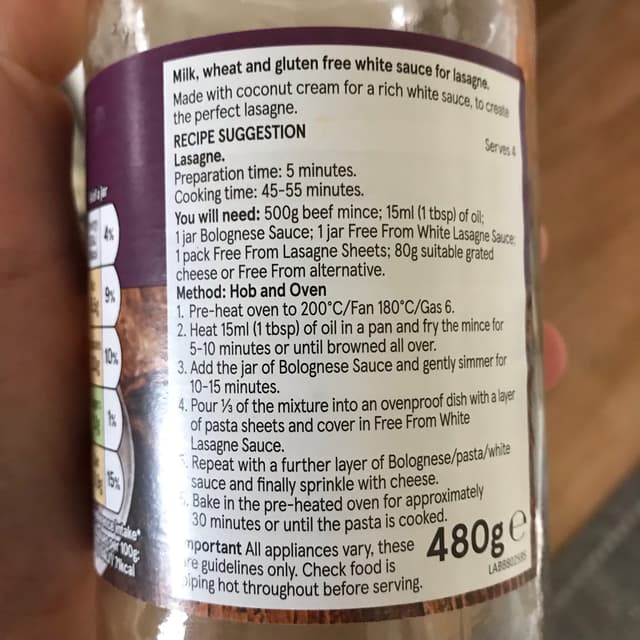 Milk, wheat and gluten free white sauce for lasagne.
Made with coconut cream for a rich white sauce, to create
the perfect lasagne.
RECIPE SUGGESTION
Serves 4
Lasagne.
Preparation time: 5 minutes.
Cooking time: 45-55 minutes.
You will need: 500g beef mince; 15ml (1 tbsp) of oil;
1 jar Bolognese Sauce; 1 jar Free From White Lasagne Sauce;
1 pack Free From Lasagne Sheets; 80g suitable grated
cheese or Free From alternative.
Method: Hob and Oven
1. Pre-heat oven to 200°C/Fan 180°C/Gas 6.
2. Heat 15ml (1 tbsp) of oil in a pan and fry the mince for
5-10 minutes or until browned all over.
3. Add the jar of Bolognese Sauce and gently simmer for
10-15 minutes.
4. Pour ⅓ of the mixture into an ovenproof dish with a layer
of pasta sheets and cover in Free From White
Lasagne Sauce.
Repeat with a further layer of Bolognese/pasta/white
sauce and finally sprinkle with cheese.
Bake in the pre-heated oven for approximately
30 minutes or until the pasta is cooked.
mportant All appliances vary, these
re guidelines only. Check food is
iping hot throughout before serving.
480g e
4%
9%
10%
1%
15%
100g